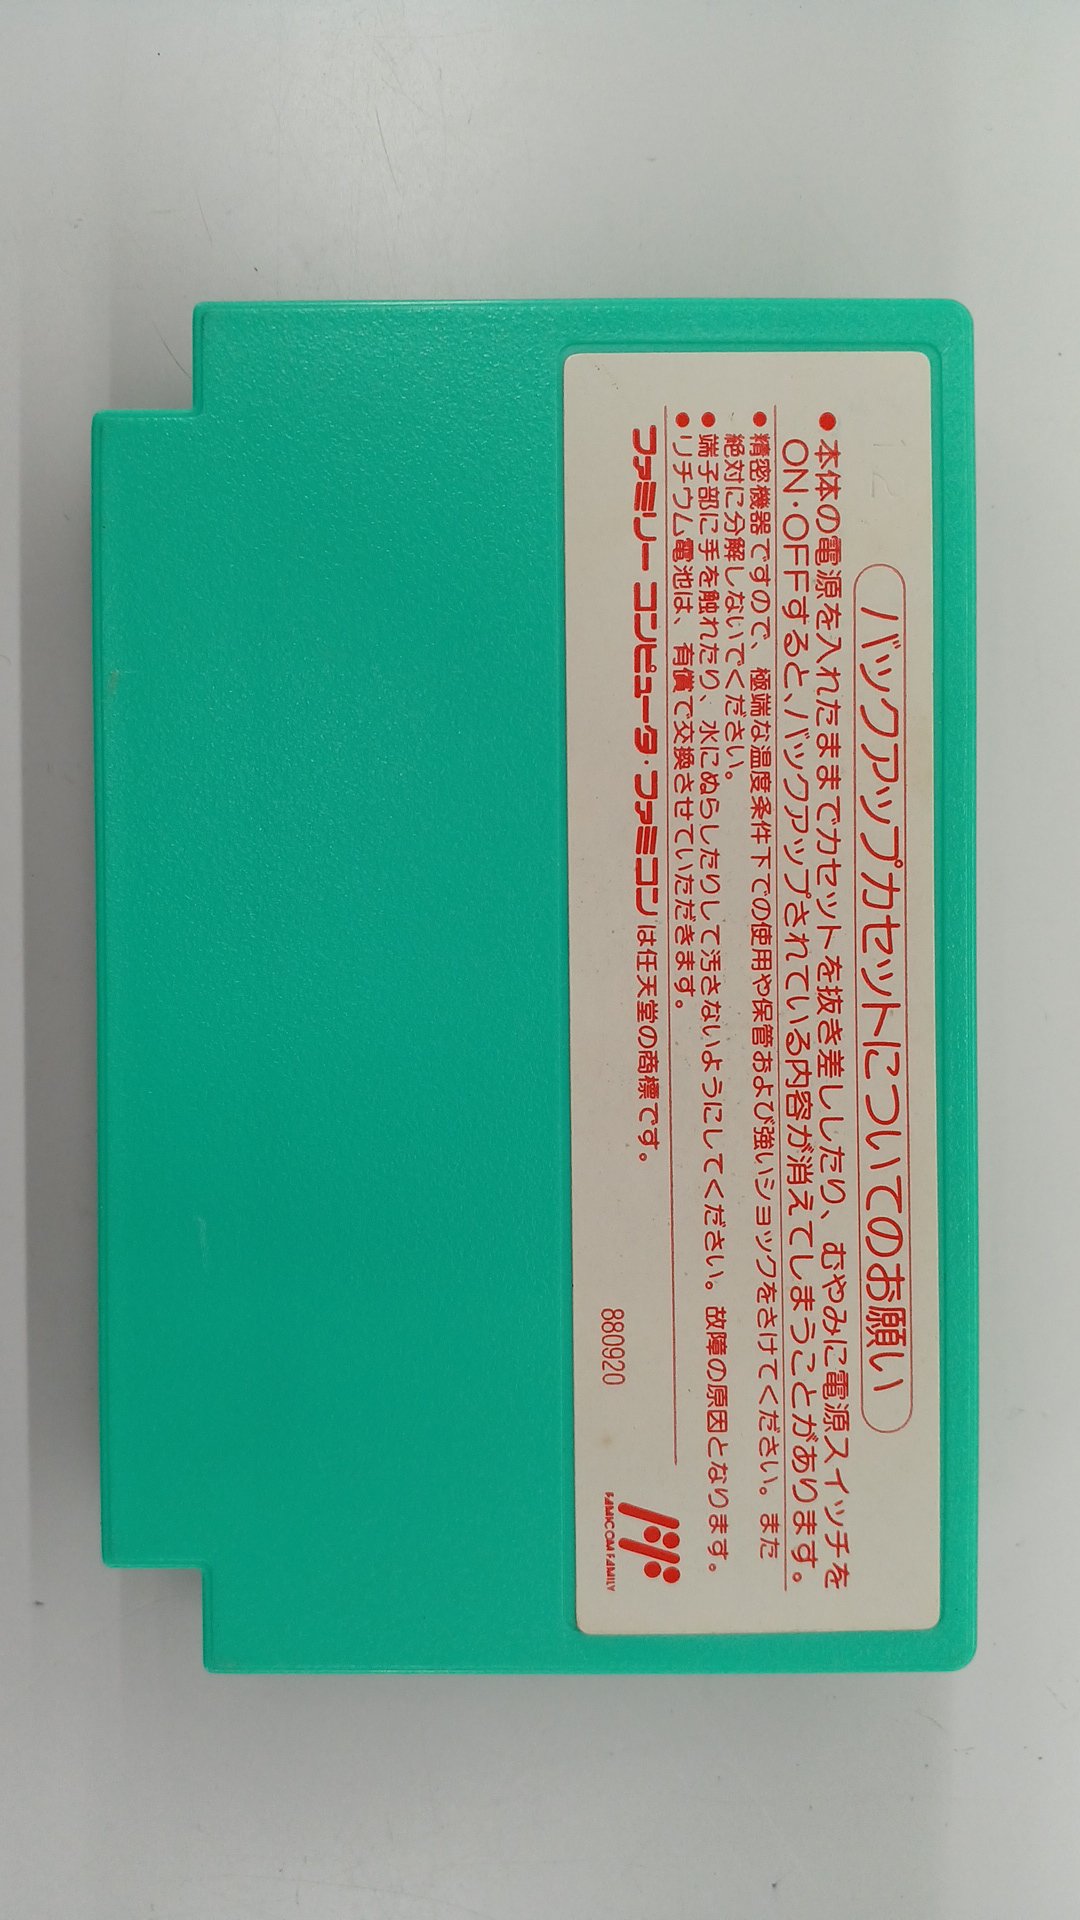 バックアップカセットについてのお願い
●本体の電源を入れたままでカセットを抜き差ししたり、むやみに電源スイッチを
ON・OFFすると、バックアップされている内容が消えてしまうことがあります。
●精密機器ですので、極端な温度条件下での使用や保管および強いショックをさけてください。また
絶対に分解しないでください。
●端子部に手を触れたり、水にぬらしたりして汚さないようにしてください。故障の原因となります。
●リチウム電池は、有償で交換させていただきます。
ファミリー コンピュータ・ファミコンは任天堂の商標です。
880920
FAMICOM FAMILY